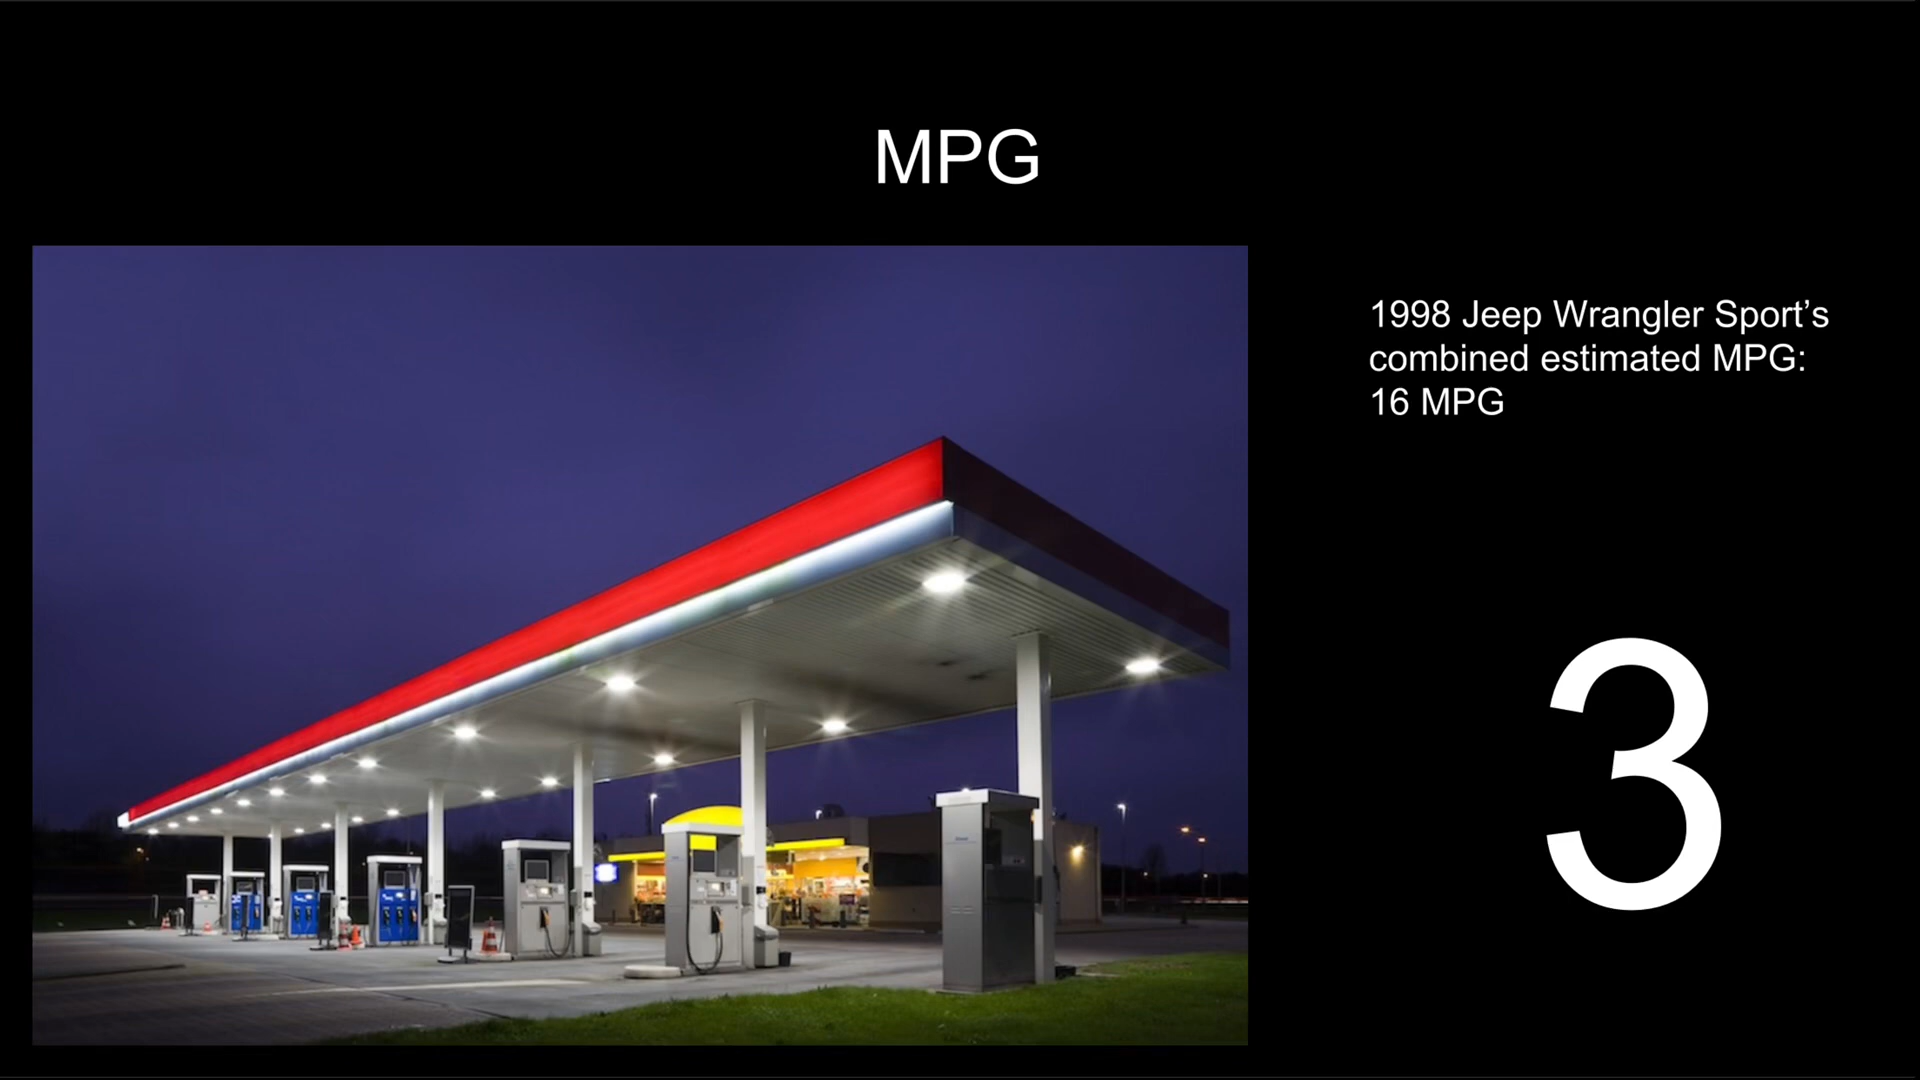 MPG
1998 Jeep Wrangler Sport’s
combined estimated MPG:
16 MPG
3